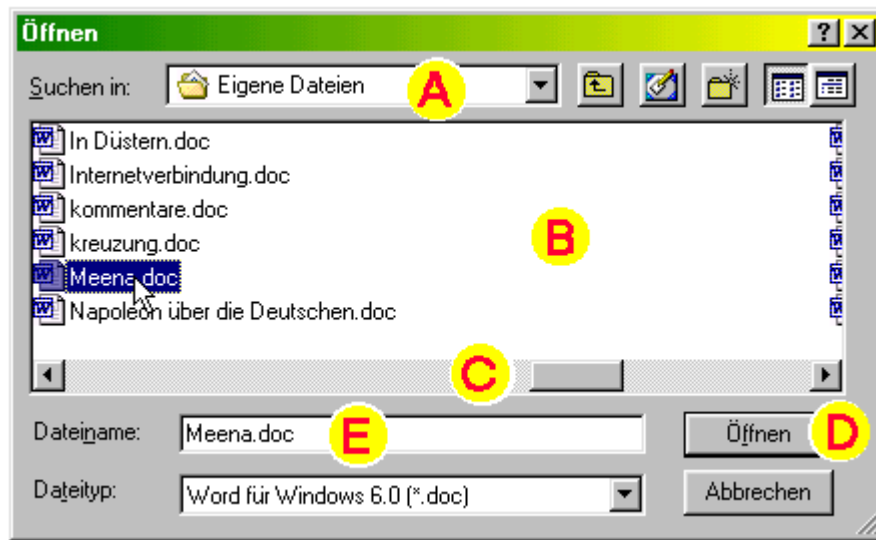 Öffnen
? ×
Suchen in: Eigene Dateien A
In Düstern.doc
Internetverbindung.doc
kommentare.doc
kreuzung.doc
B
Meena.doc
Napoleon über die Deutschen.doc
C
Dateiname: Meena.doc E Öffnen D
Dateityp: Word für Windows 6.0 (*.doc) Abbrechen